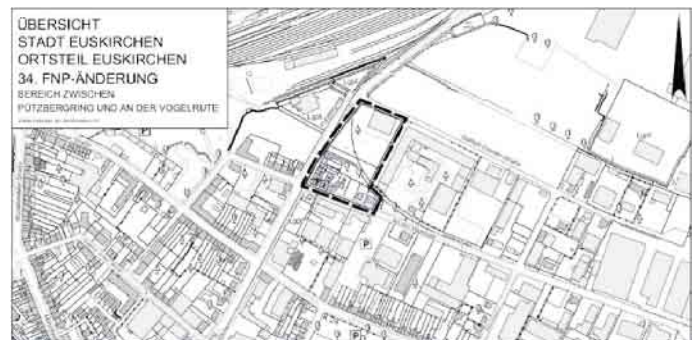 ÜBERSICHT
STADT EUSKIRCHEN
ORTSTEIL EUSKIRCHEN
34. FNP-ÄNDERUNG
BEREICH ZWISCHEN
PÜTZBERGRING UND AN DER VOGELRUTE
P
P
P